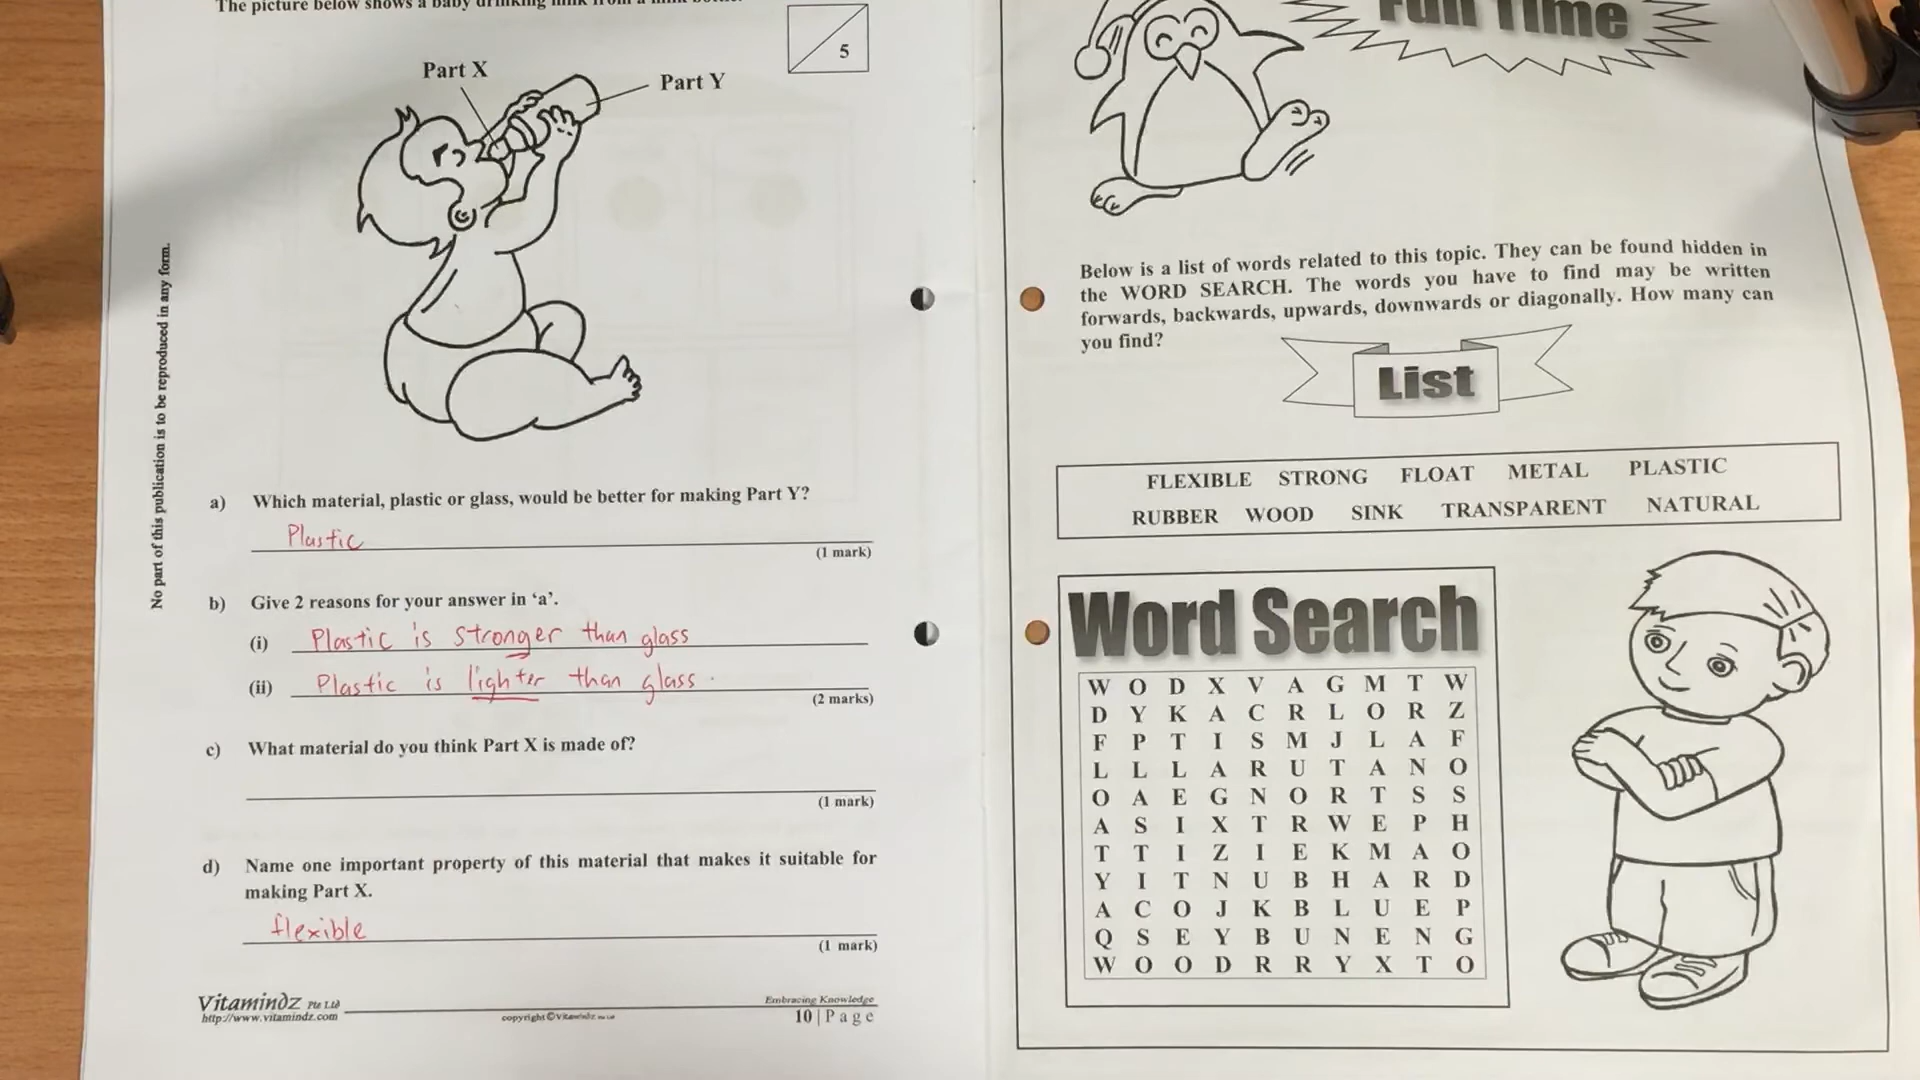 The picture below shows a baby drinking milk from a milk bottle.
5
Part X
Part Y
No part of this publication is to be reproduced in any form.
a) Which material, plastic or glass, would be better for making Part Y?
Plastic
(1 mark)
b) Give 2 reasons for your answer in ‘a’.
(i) Plastic is stronger than glass
(ii) Plastic is lighter than glass.
(2 marks)
c) What material do you think Part X is made of?
(1 mark)
d) Name one important property of this material that makes it suitable for
making Part X.
flexible
(1 mark)
Vitamindz Pte Ltd
http://www.vitamindz.com
copyright ©Vitamindz Pte Ltd
Embracing Knowledge
10 | P a g e
Fun Time
Below is a list of words related to this topic. They can be found hidden in
the WORD SEARCH. The words you have to find may be written
forwards, backwards, upwards, downwards or diagonally. How many can
you find?
List
FLEXIBLE STRONG FLOAT METAL PLASTIC
RUBBER WOOD SINK TRANSPARENT NATURAL
Word Search
W O D X V A G M T W
D Y K A C R L O R Z
F P T I S M J L A F
L L L A R U T A N O
O A E G N O R T S S
A S I X T R W E P H
T T I Z I E K M A O
Y I T N U B H A R D
A C O J K B L U E P
Q S E Y B U N E N G
W O O D R R Y X T O